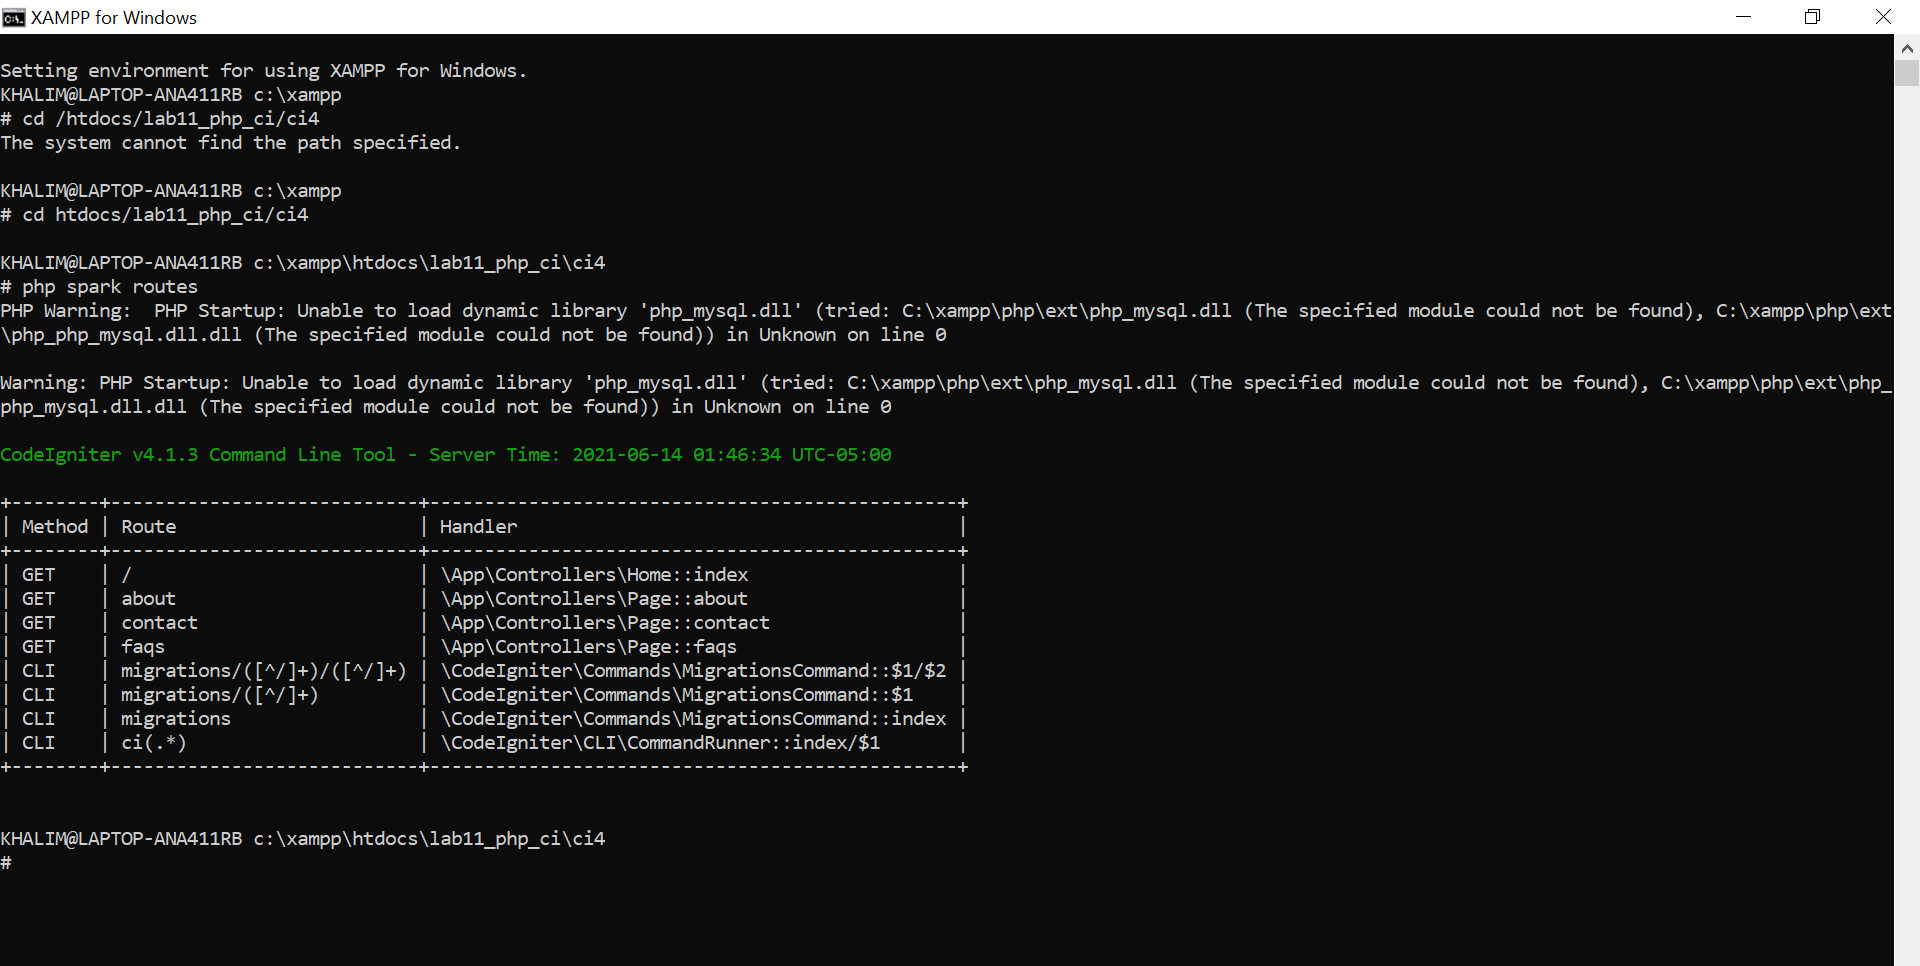 XAMPP for Windows
Setting environment for using XAMPP for Windows.
KHALIM@LAPTOP-ANA411RB c:\xampp
# cd /htdocs/lab11_php_ci/ci4
The system cannot find the path specified.
KHALIM@LAPTOP-ANA411RB c:\xampp
# cd htdocs/lab11_php_ci/ci4
KHALIM@LAPTOP-ANA411RB c:\xampp\htdocs\lab11_php_ci\ci4
# php spark routes
PHP Warning:  PHP Startup: Unable to load dynamic library 'php_mysql.dll' (tried: C:\xampp\php\ext\php_mysql.dll (The specified module could not be found), C:\xampp\php\ext
\php_php_mysql.dll.dll (The specified module could not be found)) in Unknown on line 0
Warning: PHP Startup: Unable to load dynamic library 'php_mysql.dll' (tried: C:\xampp\php\ext\php_mysql.dll (The specified module could not be found), C:\xampp\php\ext\php_
php_mysql.dll.dll (The specified module could not be found)) in Unknown on line 0
CodeIgniter v4.1.3 Command Line Tool - Server Time: 2021-06-14 01:46:34 UTC-05:00
+--------+----------------------------+------------------------------------------------+
| Method | Route                      | Handler                                        |
+--------+----------------------------+------------------------------------------------+
| GET    | /                          | \App\Controllers\Home::index                   |
| GET    | about                      | \App\Controllers\Page::about                   |
| GET    | contact                    | \App\Controllers\Page::contact                 |
| GET    | faqs                       | \App\Controllers\Page::faqs                    |
| CLI    | migrations/([^/]+)/([^/]+) | \CodeIgniter\Commands\MigrationsCommand::$1/$2 |
| CLI    | migrations/([^/]+)         | \CodeIgniter\Commands\MigrationsCommand::$1    |
| CLI    | migrations                 | \CodeIgniter\Commands\MigrationsCommand::index |
| CLI    | ci(.*)                     | \CodeIgniter\CLI\CommandRunner::index/$1       |
+--------+----------------------------+------------------------------------------------+
KHALIM@LAPTOP-ANA411RB c:\xampp\htdocs\lab11_php_ci\ci4
#